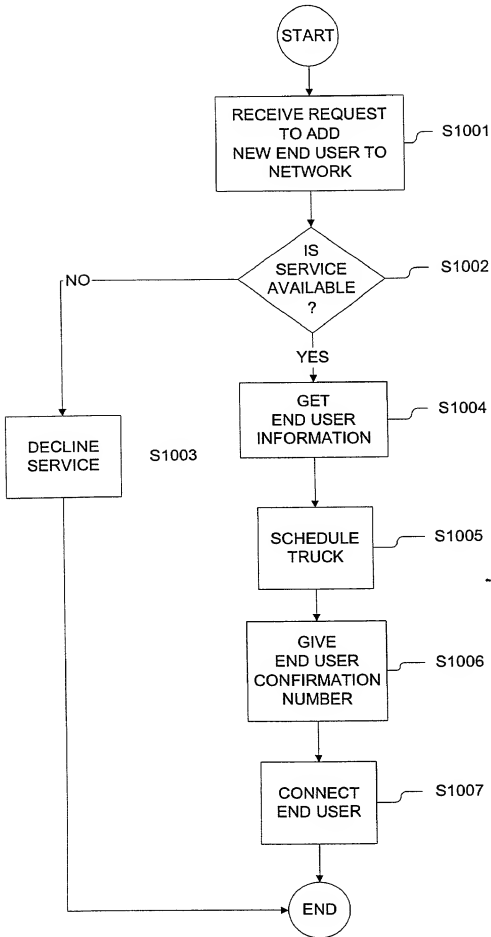 START
RECEIVE REQUEST
TO ADD
NEW END USER TO
NETWORK
S1001
IS
SERVICE
AVAILABLE
?
S1002
NO
YES
GET
END USER
INFORMATION
S1004
DECLINE
SERVICE
S1003
SCHEDULE
TRUCK
S1005
GIVE
END USER
CONFIRMATION
NUMBER
S1006
CONNECT
END USER
S1007
END